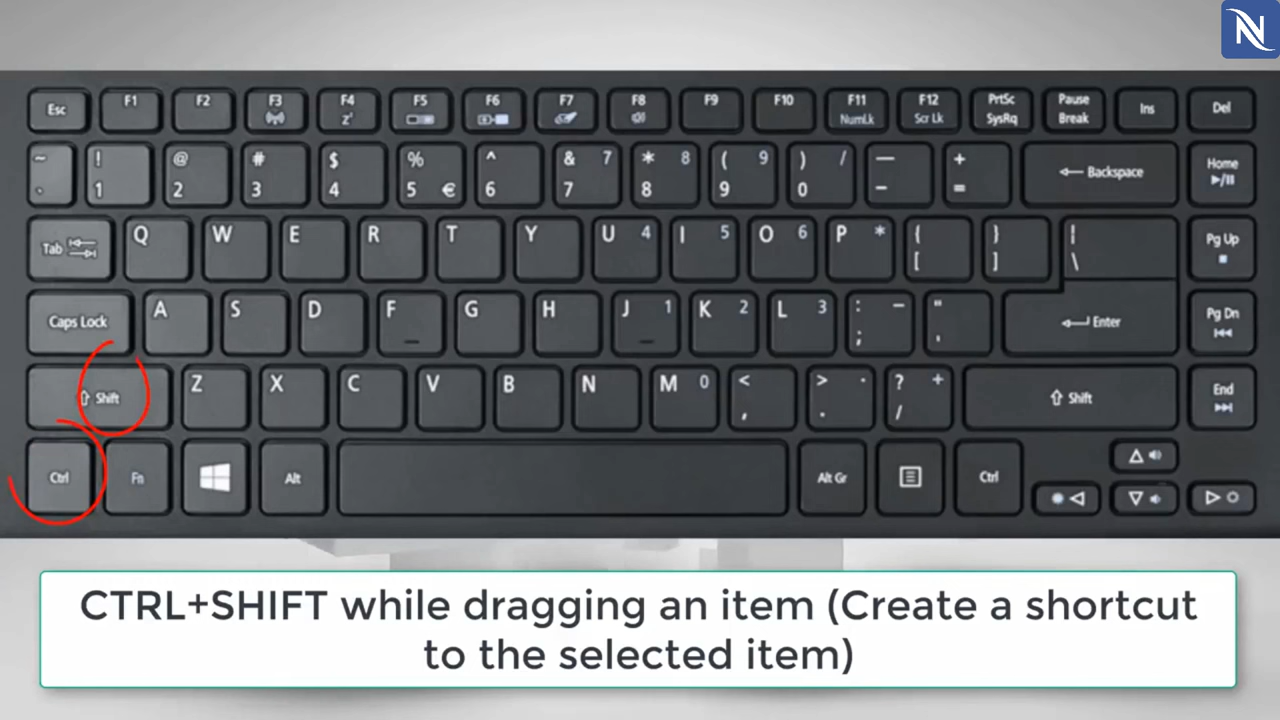 N
Esc F1 F2 F3 F4 F5 F6 F7 F8 F9 F10 F11 F12 PrtSc Pause Ins Del
z^z NumLk Scr Lk SysRq Break
~ ! @ # $ % ^ & 7 * 8 ( 9 ) / — + Backspace Home
1 2 3 4 5 € 6 7 8 9 0 - =
Tab Q W E R T Y U 4 I 5 O 6 P * { } | Pg Up
[ ] \
Caps Lock A S D F G H J 1 K 2 L 3 : − " Enter Pg Dn
; '
Shift Z X C V B N M 0 < > . ? + Shift End
, . /
Ctrl Fn Alt Alt Gr Ctrl
CTRL+SHIFT while dragging an item (Create a shortcut
to the selected item)